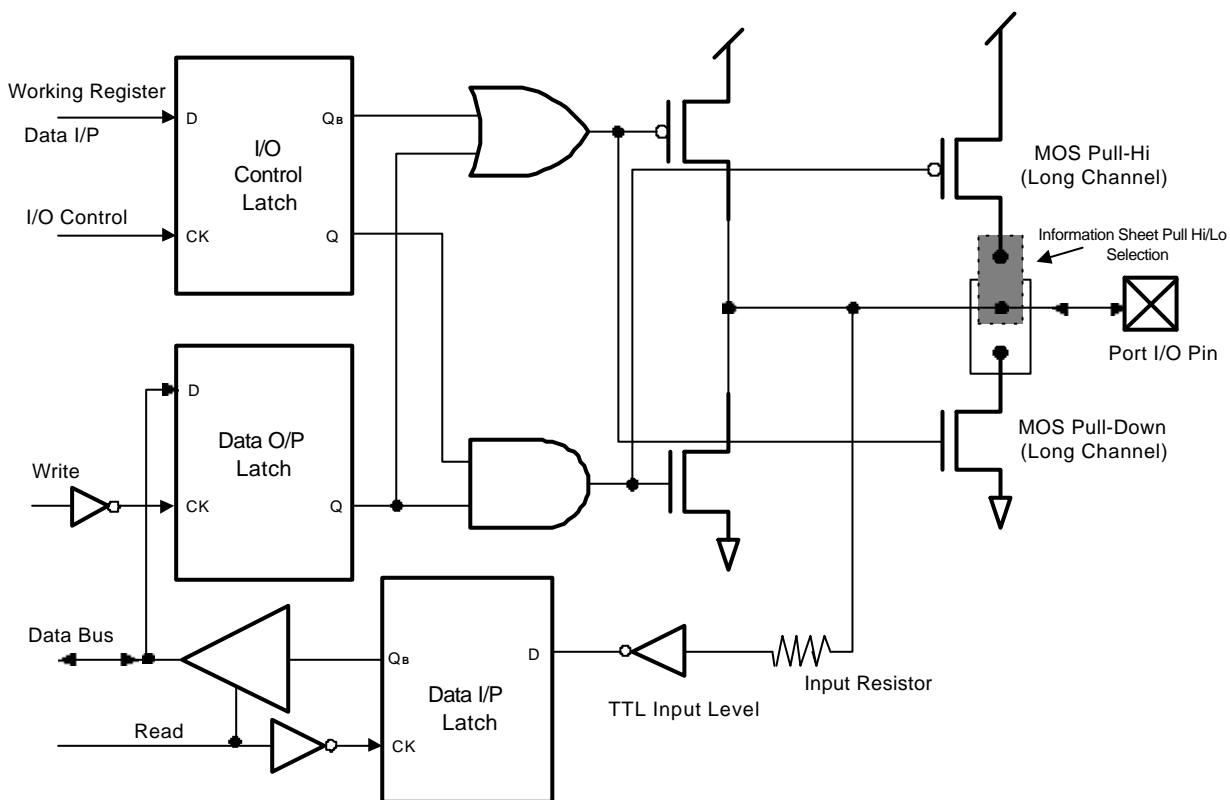 Working Register
Data I/P
I/O Control
D
CK
I/O
Control
Latch
QB
Q
MOS Pull-Hi
(Long Channel)
Information Sheet Pull Hi/Lo
Selection
Port I/O Pin
MOS Pull-Down
(Long Channel)
Write
D
CK
Data O/P
Latch
Q
Data Bus
Read
QB
CK
Data I/P
Latch
D
TTL Input Level
Input Resistor